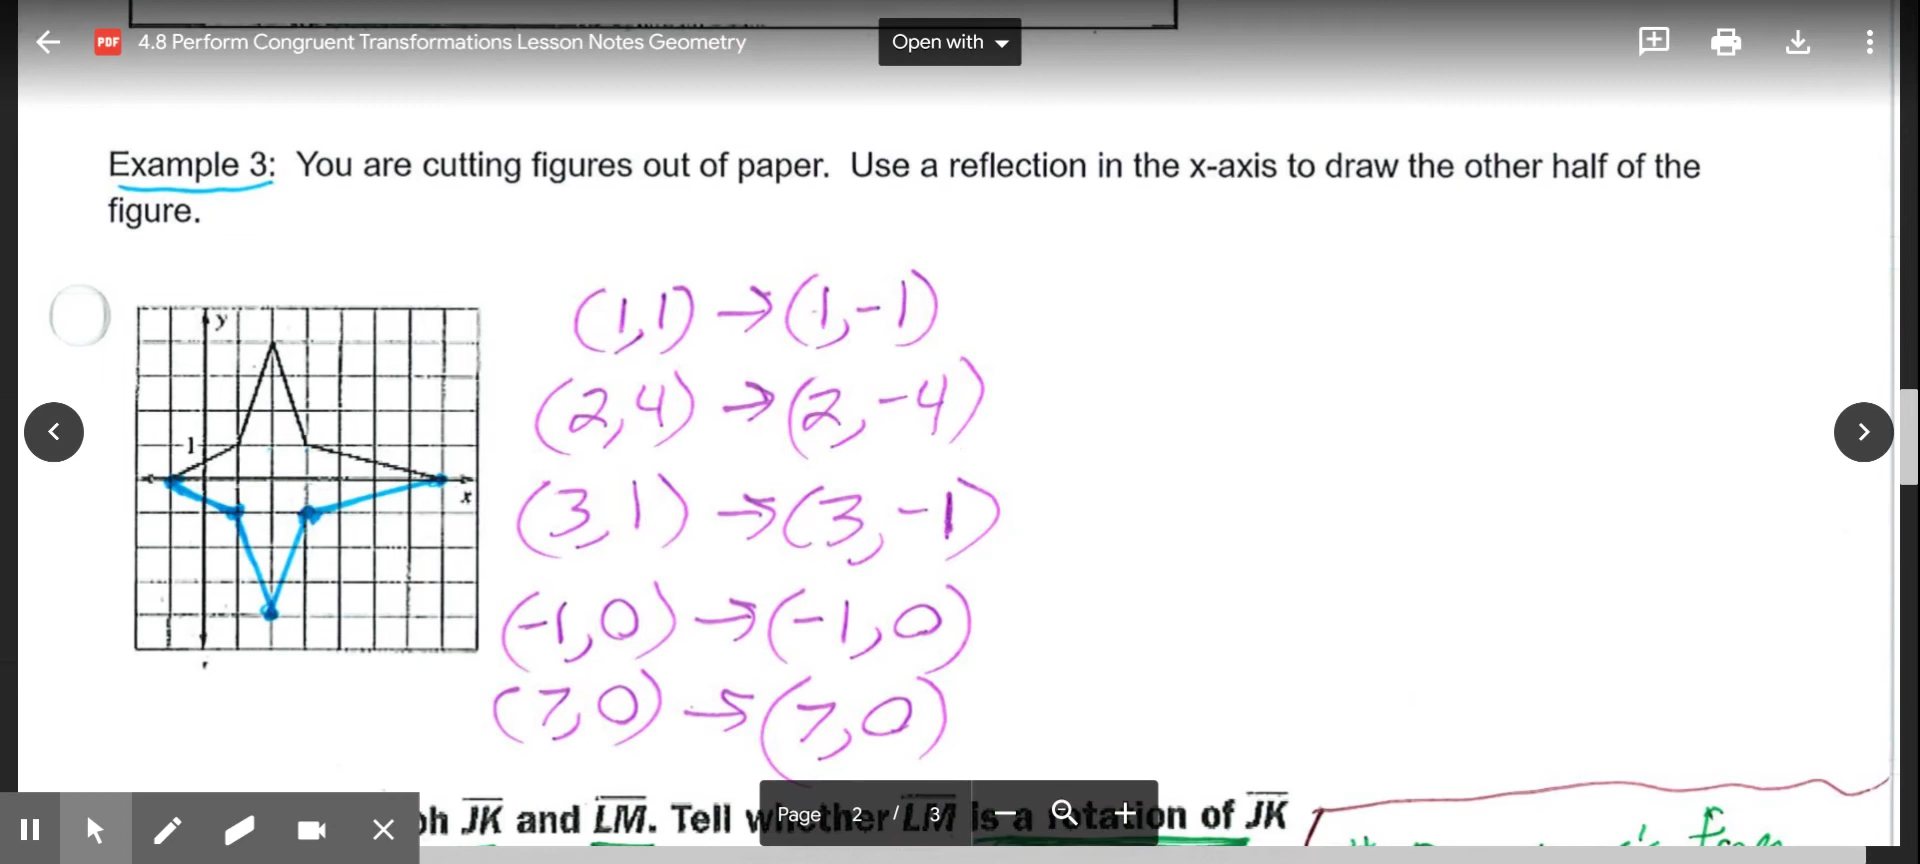 4.8 Perform Congruent Transformations Lesson Notes Geometry
Open with
Example 3: You are cutting figures out of paper. Use a reflection in the x-axis to draw the other half of the
figure.
y
1
x
(1,1) → (1,-1)
(2,4) → (2,-4)
(3,1) → (3,-1)
(-1,0) → (-1,0)
(7,0) → (7,0)
JK and LM. Tell whether LM is a rotation of JK
Page 2 / 3
from
PDF